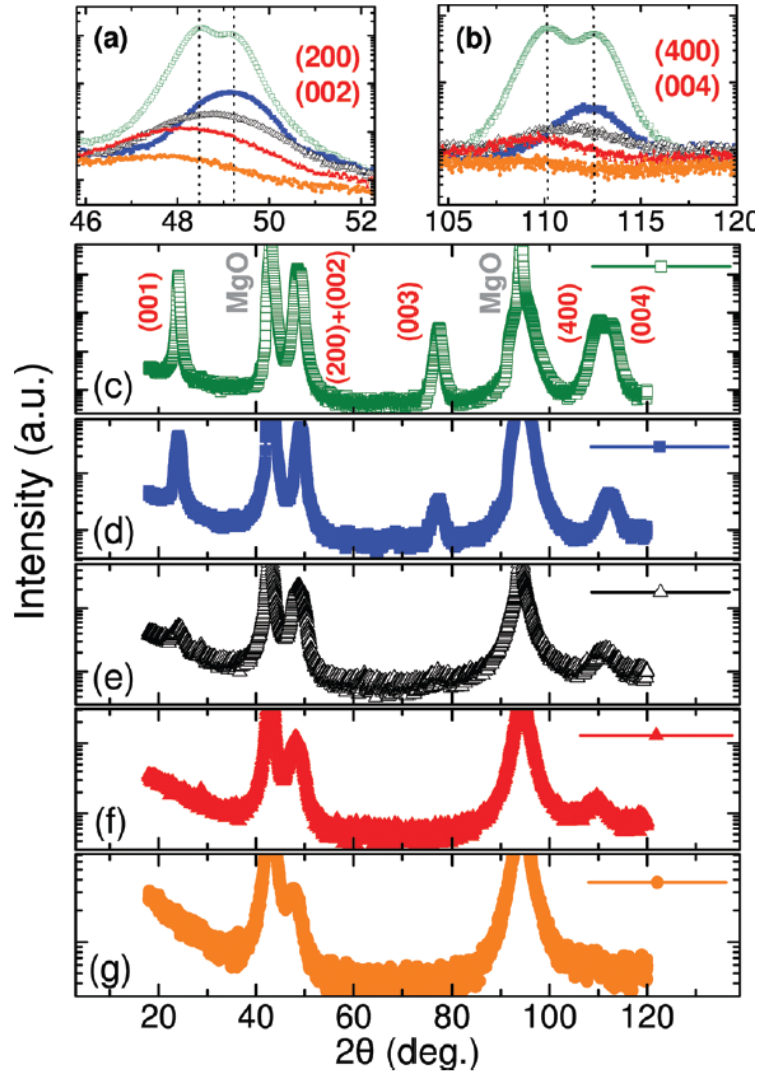 (a)
(200)
(002)
46 48 50 52
(b)
(400)
(004)
105 110 115 120
Intensity (a.u.)
(c)
(001)
MgO
(200)+(002)
(003)
MgO
(400)
(004)
(d)
(e)
(f)
(g)
20 40 60 80 100 120
2θ (deg.)